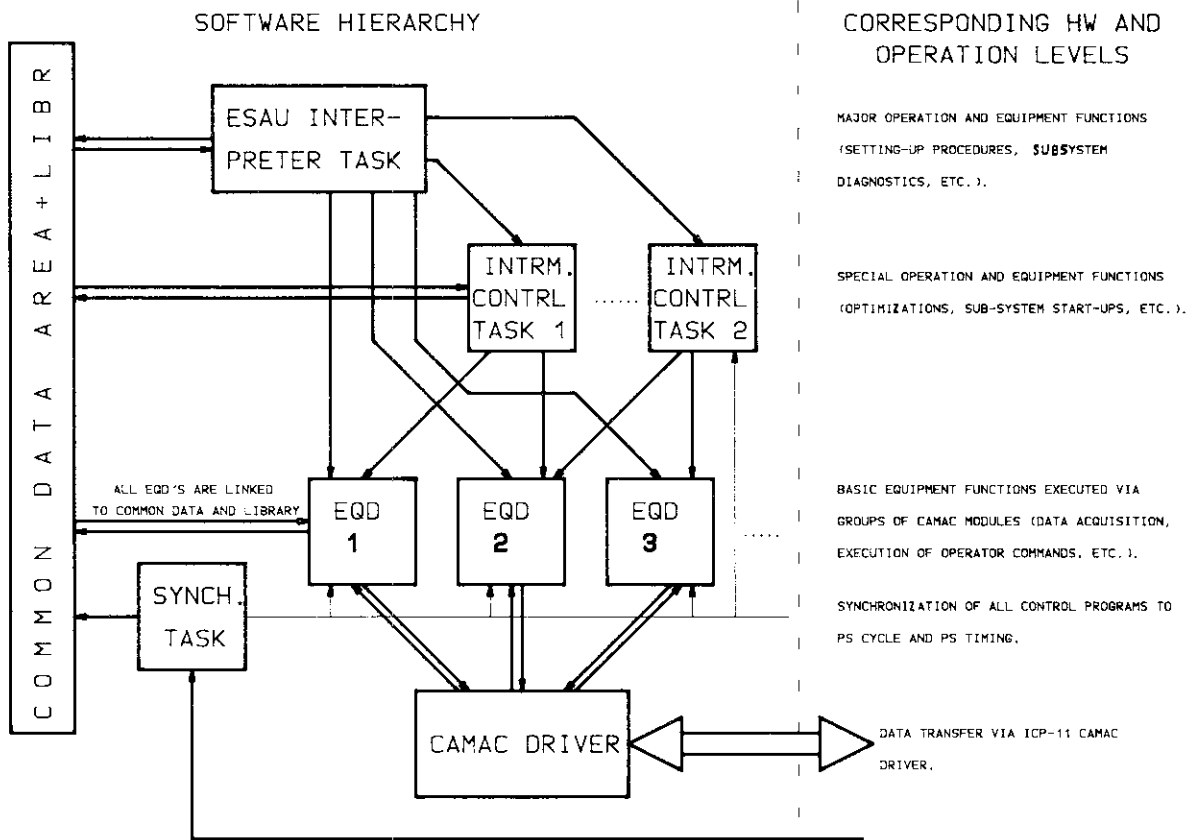 SOFTWARE HIERARCHY
CORRESPONDING HW AND
OPERATION LEVELS
COMMON DATA AREA+LIBR
ESAU INTER-
PRETER TASK
MAJOR OPERATION AND EQUIPMENT FUNCTIONS
(SETTING-UP PROCEDURES, SUBSYSTEM
DIAGNOSTICS, ETC.).
INTRM.
CONTRL
TASK 1
......
INTRM.
CONTRL
TASK 2
SPECIAL OPERATION AND EQUIPMENT FUNCTIONS
(OPTIMIZATIONS, SUB-SYSTEM START-UPS, ETC.).
ALL EQD'S ARE LINKED
TO COMMON DATA AND LIBRARY
EQD
1
EQD
2
EQD
3
.....
BASIC EQUIPMENT FUNCTIONS EXECUTED VIA
GROUPS OF CAMAC MODULES (DATA ACQUISITION,
EXECUTION OF OPERATOR COMMANDS, ETC.).
SYNCH.
TASK
SYNCHRONIZATION OF ALL CONTROL PROGRAMS TO
PS CYCLE AND PS TIMING.
CAMAC DRIVER
DATA TRANSFER VIA ICP-11 CAMAC
DRIVER.